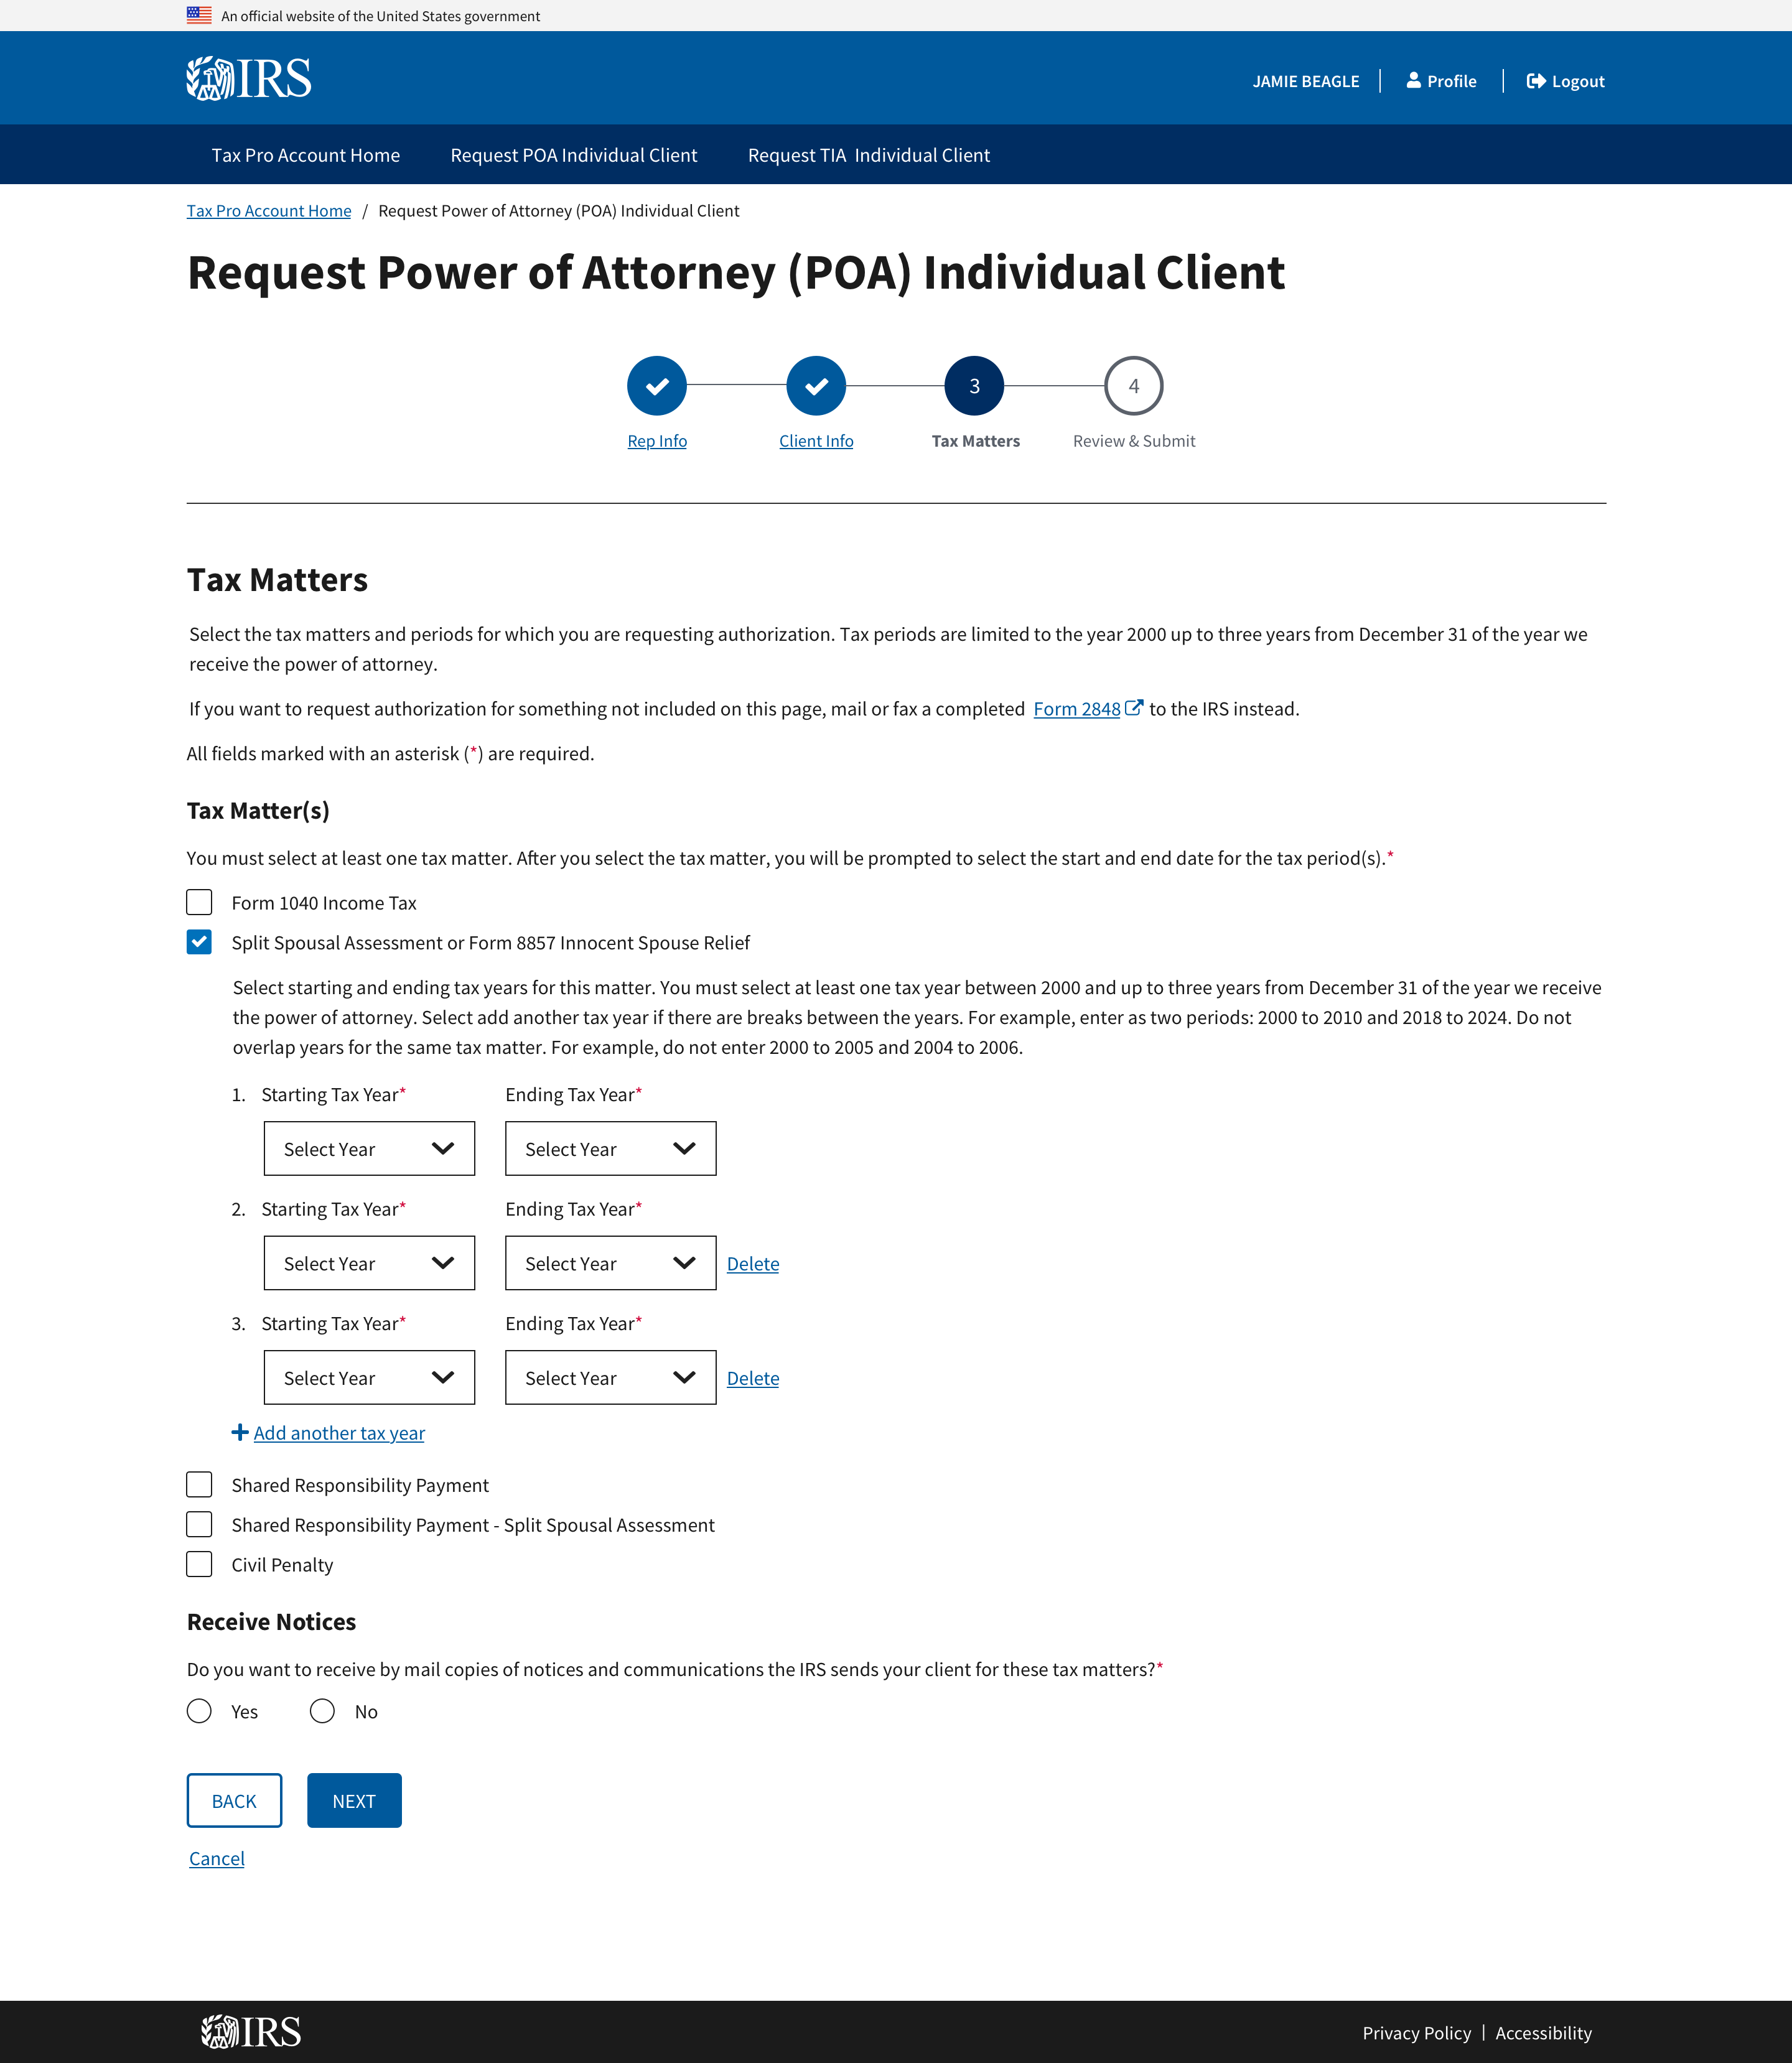 An official website of the United States government
IRS
JAMIE BEAGLE Profile Logout
Tax Pro Account Home Request POA Individual Client Request TIA Individual Client
Tax Pro Account Home / Request Power of Attorney (POA) Individual Client
Request Power of Attorney (POA) Individual Client
3 4
Rep Info Client Info Tax Matters Review & Submit
Tax Matters
Select the tax matters and periods for which you are requesting authorization. Tax periods are limited to the year 2000 up to three years from December 31 of the year we
receive the power of attorney.
If you want to request authorization for something not included on this page, mail or fax a completed Form 2848 to the IRS instead.
All fields marked with an asterisk (*) are required.
Tax Matter(s)
You must select at least one tax matter. After you select the tax matter, you will be prompted to select the start and end date for the tax period(s).*
Form 1040 Income Tax
Split Spousal Assessment or Form 8857 Innocent Spouse Relief
Select starting and ending tax years for this matter. You must select at least one tax year between 2000 and up to three years from December 31 of the year we receive
the power of attorney. Select add another tax year if there are breaks between the years. For example, enter as two periods: 2000 to 2010 and 2018 to 2024. Do not
overlap years for the same tax matter. For example, do not enter 2000 to 2005 and 2004 to 2006.
1. Starting Tax Year* Ending Tax Year*
Select Year Select Year
2. Starting Tax Year* Ending Tax Year*
Select Year Select Year Delete
3. Starting Tax Year* Ending Tax Year*
Select Year Select Year Delete
Add another tax year
Shared Responsibility Payment
Shared Responsibility Payment - Split Spousal Assessment
Civil Penalty
Receive Notices
Do you want to receive by mail copies of notices and communications the IRS sends your client for these tax matters?*
Yes No
BACK NEXT
Cancel
IRS
Privacy Policy | Accessibility